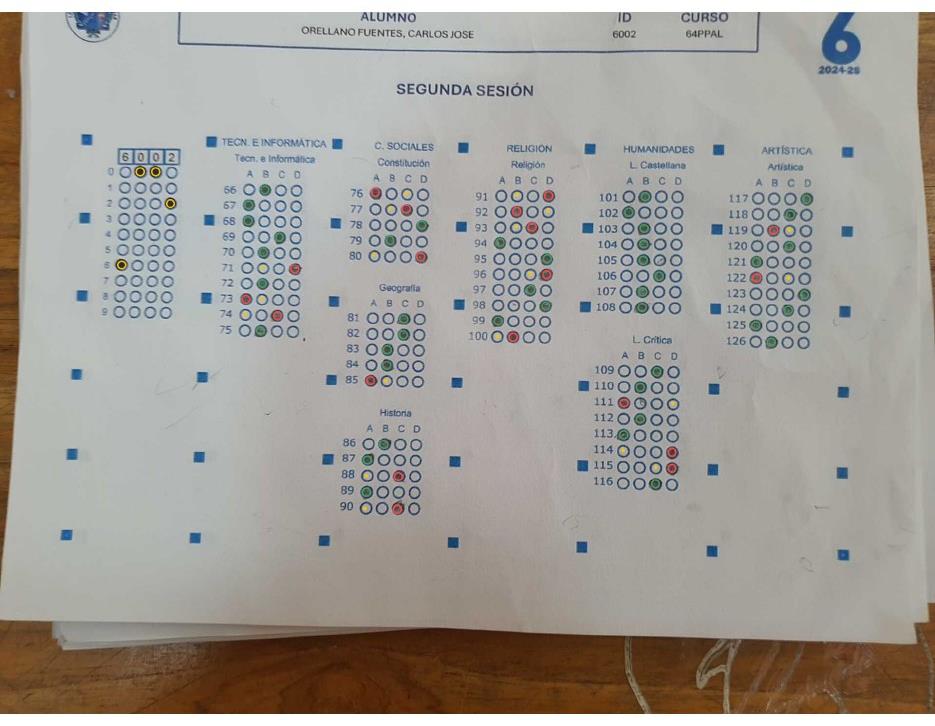 ALUMNO ID CURSO
ORELLANO FUENTES, CARLOS JOSE 6002 64PPAL
6
2024-25
SEGUNDA SESIÓN
TECN. E INFORMÁTICA
Tecn. e Informática
6 0 0 2
0
1
2
3
4
5
6
7
8
9
A B C D
66
67
68
69
70
71
72
73
74
75
C. SOCIALES
Constitución
A B C D
76
77
78
79
80
Geografía
A B C D
81
82
83
84
85
Historia
A B C D
86
87
88
89
90
RELIGION
Religión
A B C D
91
92
93
94
95
96
97
98
99
100
HUMANIDADES
L. Castellana
A B C D
101
102
103
104
105
106
107
108
L. Crítica
A B C D
109
110
111
112
113
114
115
116
ARTÍSTICA
Artística
A B C D
117
118
119
120
121
122
123
124
125
126